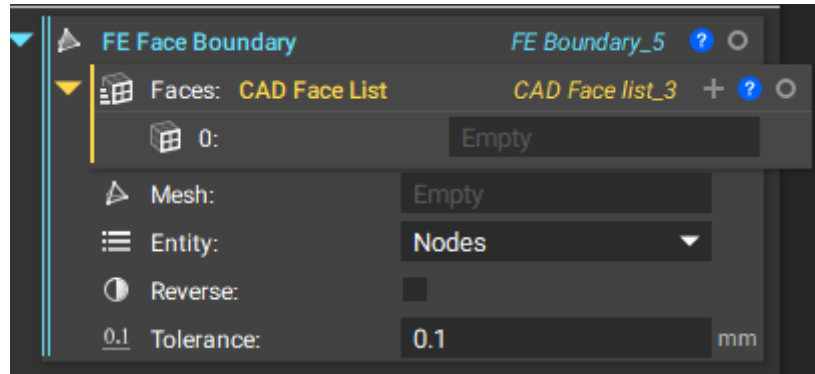 FE Face Boundary FE Boundary_5 ?
Faces: CAD Face List CAD Face list_3 + ?
0: Empty
Mesh: Empty
Entity: Nodes
Reverse:
0.1 Tolerance: 0.1 mm